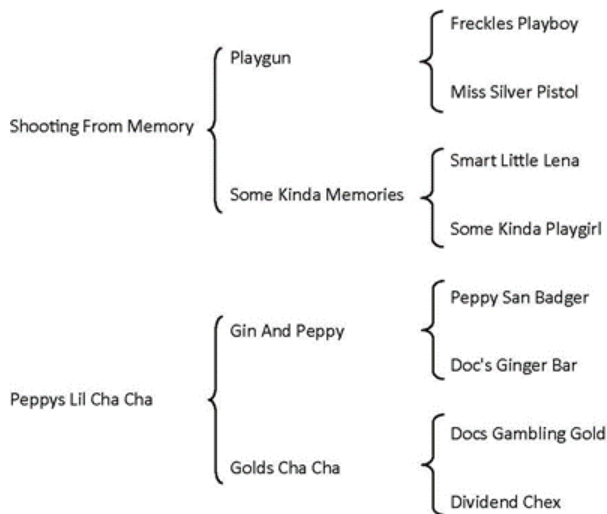 Freckles Playboy
Playgun
Miss Silver Pistol
Shooting From Memory
Smart Little Lena
Some Kinda Memories
Some Kinda Playgirl
Peppy San Badger
Gin And Peppy
Doc's Ginger Bar
Peppys Lil Cha Cha
Docs Gambling Gold
Golds Cha Cha
Dividend Chex